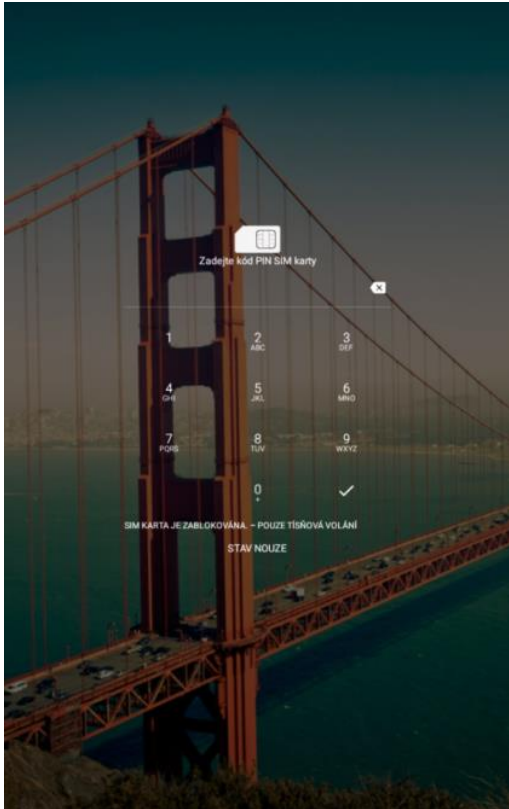 Zadejte kód PIN SIM karty
1
2
ABC
3
DEF
4
GHI
5
JKL
6
MNO
7
PQRS
8
TUV
9
WXYZ
0
+
SIM KARTA JE ZABLOKOVÁNA. – POUZE TÍSŇOVÁ VOLÁNÍ
STAV NOUZE